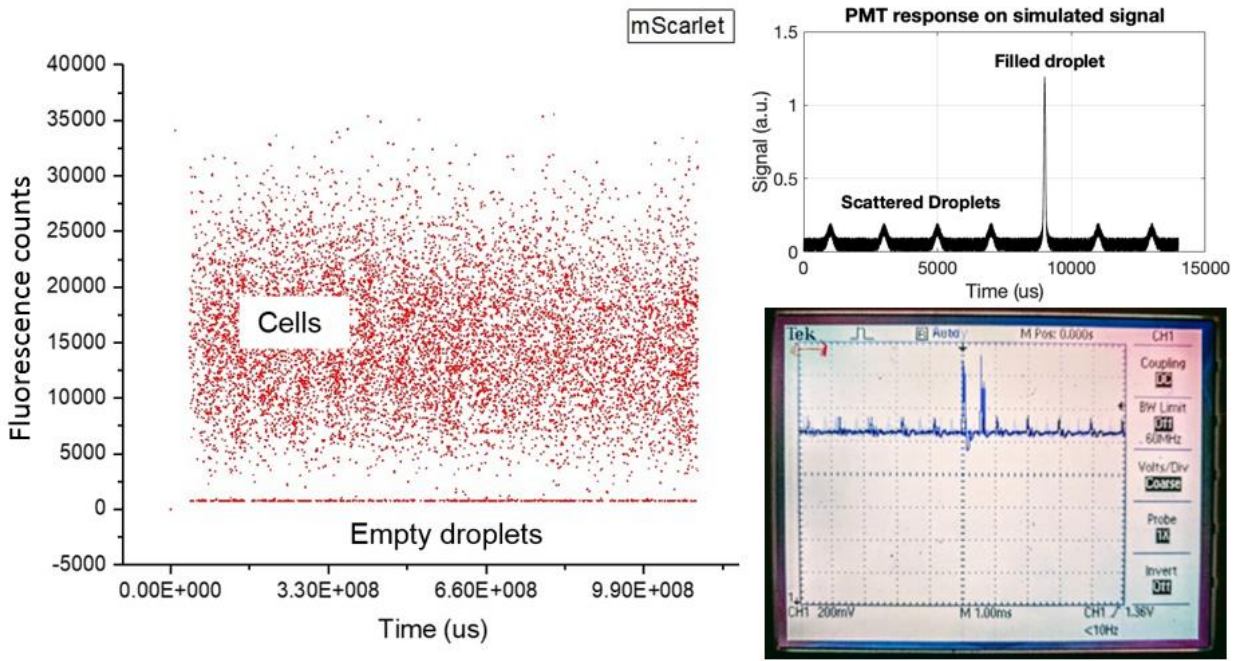 mScarlet
Fluorescence counts
40000
35000
30000
25000
20000
15000
10000
5000
0
-5000
Cells
Empty droplets
0.00E+000 3.30E+008 6.60E+008 9.90E+008
Time (us)
PMT response on simulated signal
Signal (a.u.)
1.5
1
0.5
0
Filled droplet
Scattered Droplets
0 5000 10000 15000
Time (us)
Tek Auto M Pos: 0.000s CH1
Coupling
DC
BW Limit
Off
60MHz
Volts/Div
Coarse
Probe
1X
Invert
Off
CH1 200mV M 1.00ms CH1 / 1.36V
<10Hz